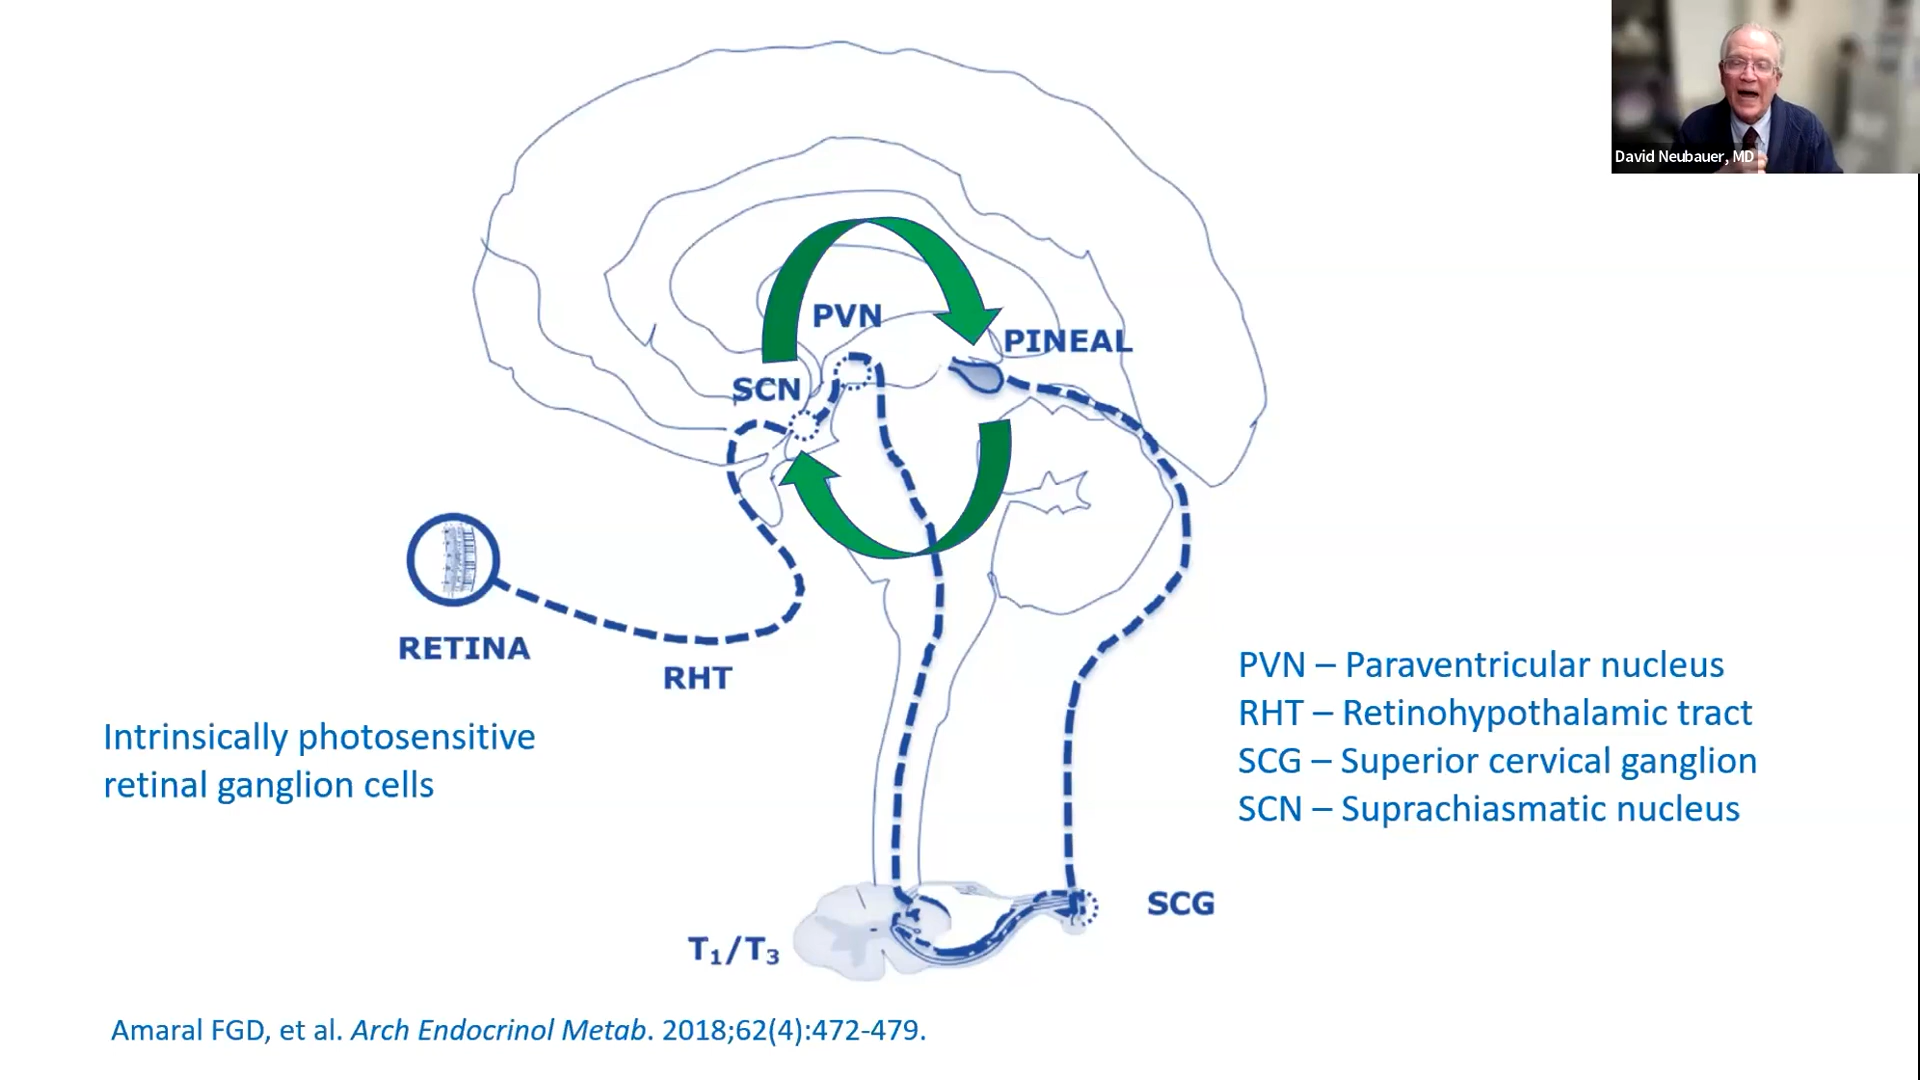 David Neubauer, MD
PVN
PINEAL
SCN
RETINA
RHT
Intrinsically photosensitive
retinal ganglion cells
PVN – Paraventricular nucleus
RHT – Retinohypothalamic tract
SCG – Superior cervical ganglion
SCN – Suprachiasmatic nucleus
SCG
T₁/T₃
Amaral FGD, et al. Arch Endocrinol Metab. 2018;62(4):472-479.